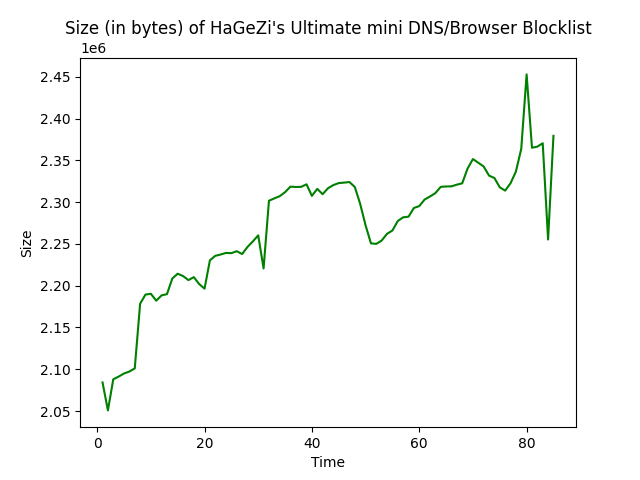 Size (in bytes) of HaGeZi's Ultimate mini DNS/Browser Blocklist
1e6
2.45
2.40
2.35
2.30
2.25
2.20
2.15
2.10
2.05
Size
0 20 40 60 80
Time